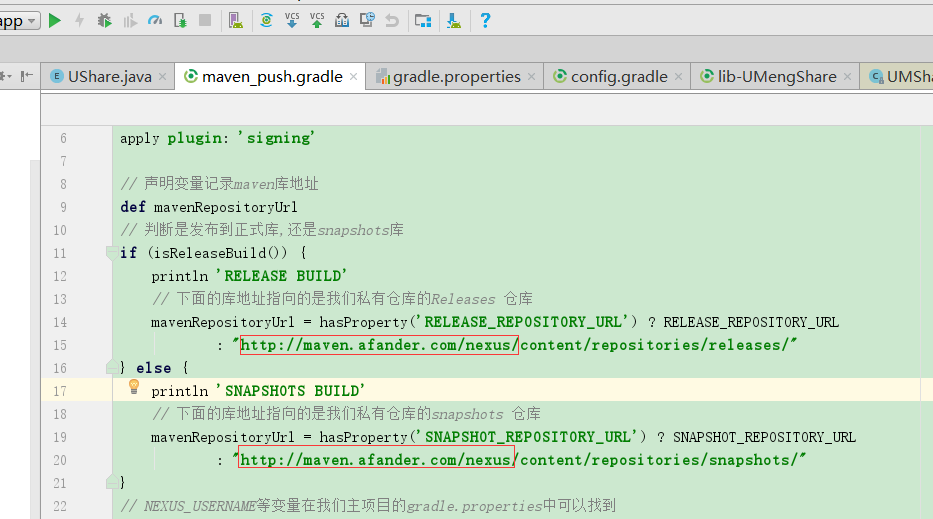 app
VCS VCS
UShare.java maven_push.gradle gradle.properties config.gradle lib-UMengShare UMSha
6 apply plugin: 'signing'
7
8 // 声明变量记录maven库地址
9 def mavenRepositoryUrl
10 // 判断是发布到正式库,还是snapshots库
11 if (isReleaseBuild()) {
12 println 'RELEASE BUILD'
13 // 下面的库地址指向的是我们私有仓库的Releases 仓库
14 mavenRepositoryUrl = hasProperty('RELEASE_REPOSITORY_URL') ? RELEASE_REPOSITORY_URL
15 : "http://maven.afander.com/nexus/content/repositories/releases/"
16 } else {
17 println 'SNAPSHOTS BUILD'
18 // 下面的库地址指向的是我们私有仓库的snapshots 仓库
19 mavenRepositoryUrl = hasProperty('SNAPSHOT_REPOSITORY_URL') ? SNAPSHOT_REPOSITORY_URL
20 : "http://maven.afander.com/nexus/content/repositories/snapshots/"
21 }
22 // NEXUS_USERNAME等变量在我们主项目的gradle.properties中可以找到